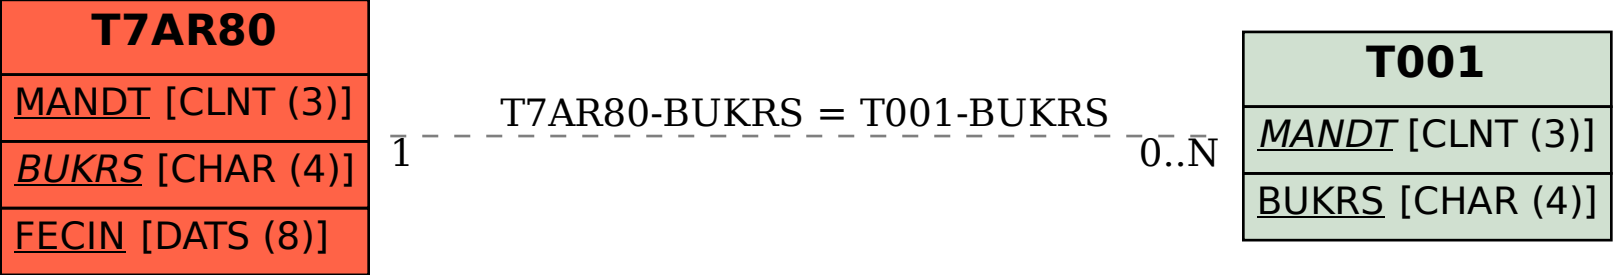 T7AR80
MANDT [CLNT (3)]
BUKRS [CHAR (4)]
FECIN [DATS (8)]
T7AR80-BUKRS = T001-BUKRS
1
0..N
T001
MANDT [CLNT (3)]
BUKRS [CHAR (4)]